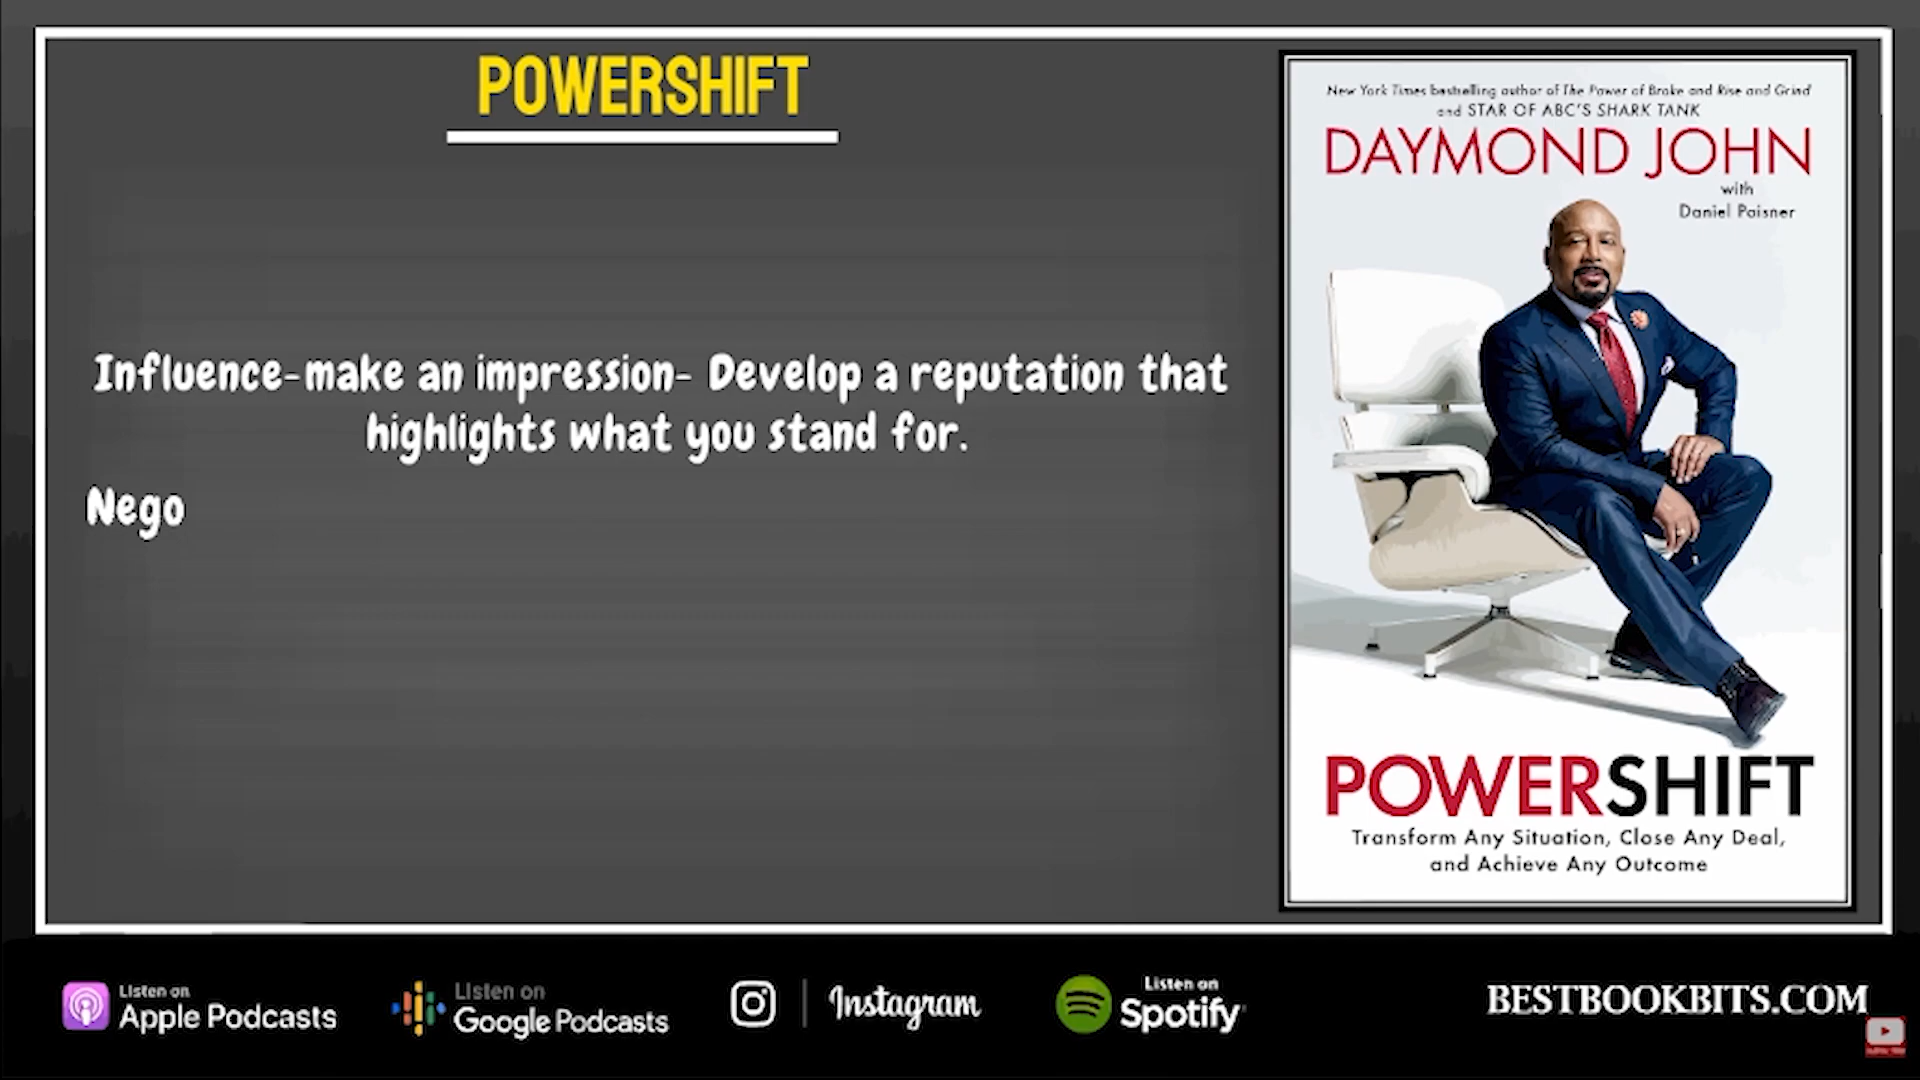 POWERSHIFT
Influence-make an impression- Develop a reputation that
highlights what you stand for.
Nego
New York Times bestselling author of The Power of Broke and Rise and Grind
and STAR OF ABC'S SHARK TANK
DAYMOND JOHN
with
Daniel Paisner
POWERSHIFT
Transform Any Situation, Close Any Deal,
and Achieve Any Outcome
Listen on
Apple Podcasts
Listen on
Google Podcasts
Instagram
Listen on
Spotify
BESTBOOKBITS.COM